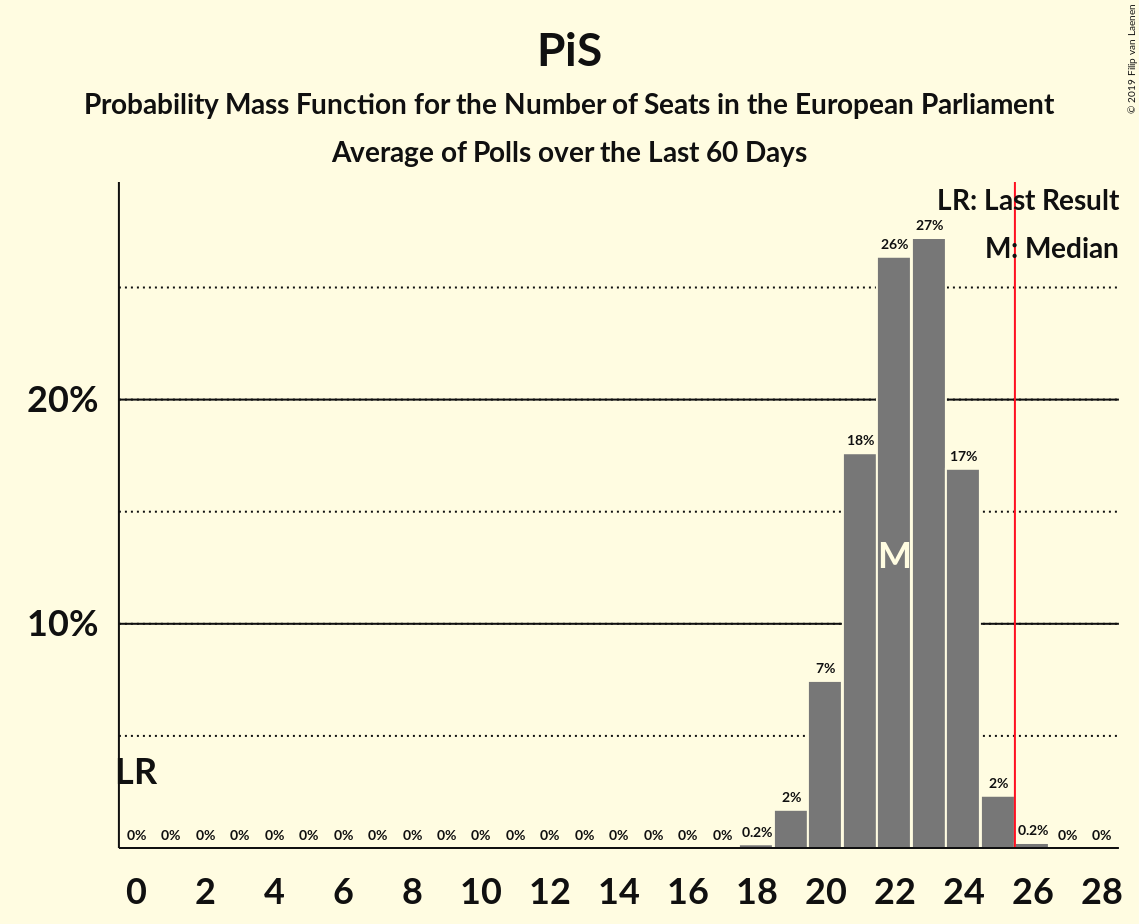 PiS
Probability Mass Function for the Number of Seats in the European Parliament
Average of Polls over the Last 60 Days
© 2019 Filip van Laenen
LR: Last Result
M: Median
27%
26%
20%
18%
17%
M
10%
7%
LR
2%
2%
0% 0% 0% 0% 0% 0% 0% 0% 0% 0% 0% 0% 0% 0% 0% 0% 0% 0% 0.2% 0.2% 0% 0%
0 2 4 6 8 10 12 14 16 18 20 22 24 26 28